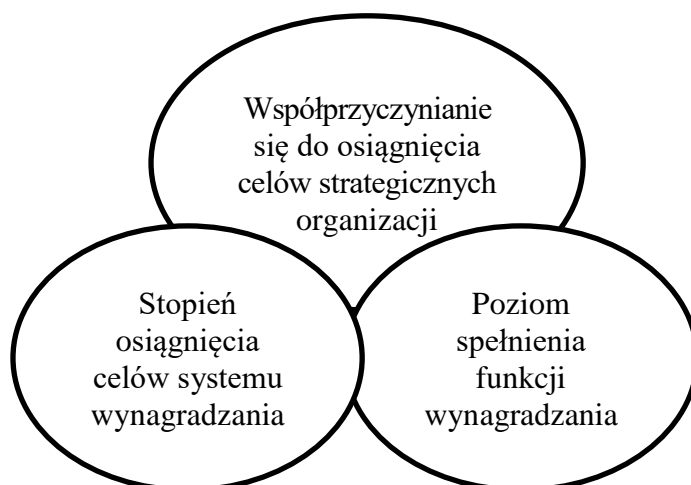 Współprzyczynianie
się do osiągnięcia
celów strategicznych
organizacji
Stopień
osiągnięcia
celów systemu
wynagradzania
Poziom
spełnienia
funkcji
wynagradzania